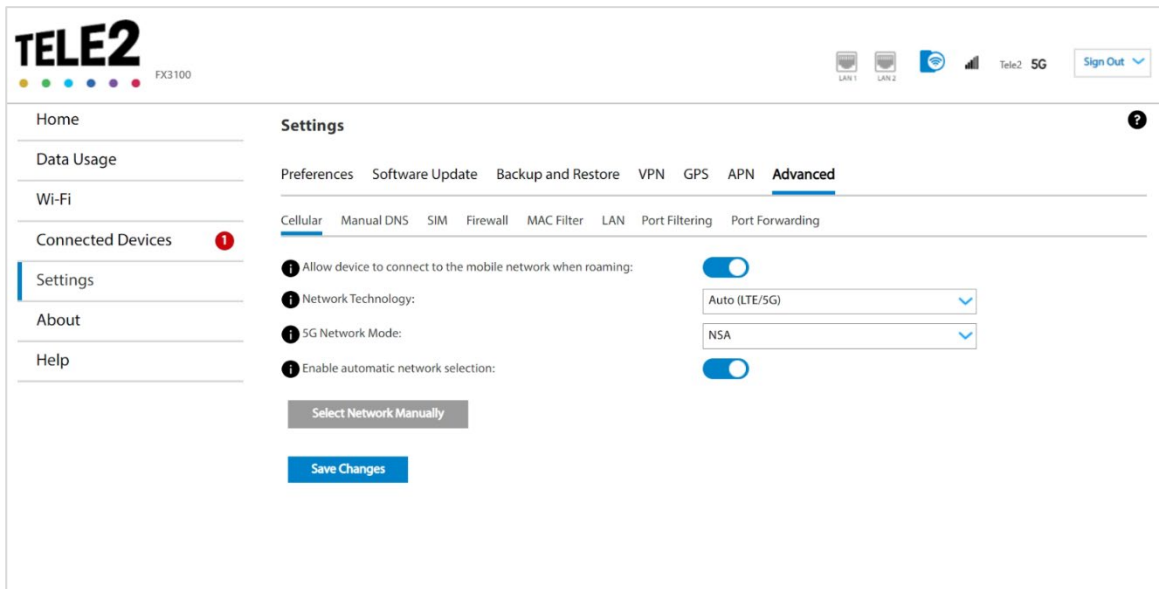 TELE2
FX3100
LAN 1 LAN 2 Tele2 5G Sign Out
Home
Data Usage
Wi-Fi
Connected Devices 1
Settings
About
Help
Settings ?
Preferences Software Update Backup and Restore VPN GPS APN Advanced
Cellular Manual DNS SIM Firewall MAC Filter LAN Port Filtering Port Forwarding
i Allow device to connect to the mobile network when roaming:
i Network Technology: Auto (LTE/5G)
i 5G Network Mode: NSA
i Enable automatic network selection:
Select Network Manually
Save Changes